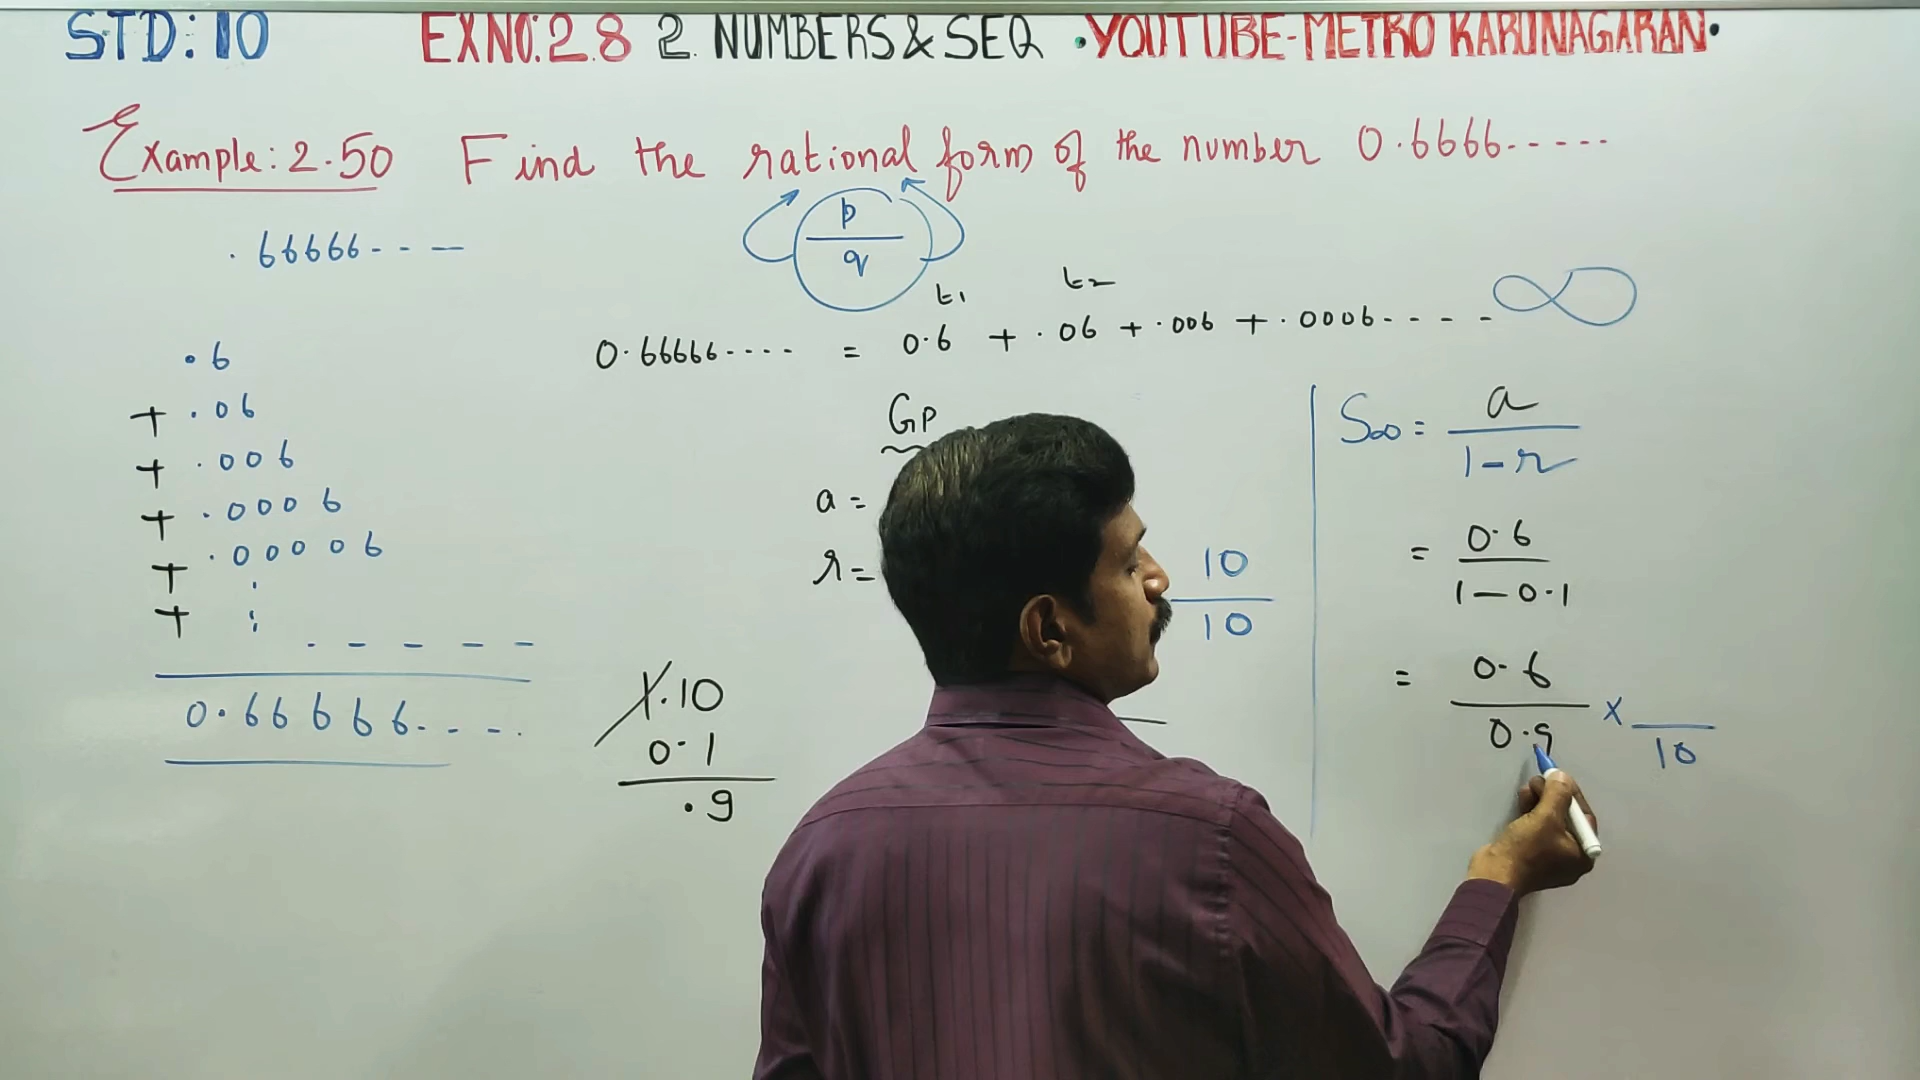 STD: 10 EXNO: 2.8 2. NUMBERS & SEQ • YOUTUBE-METRO KARUNAGARAN •
Example: 2.50 Find the rational form of the number 0.6666.....
p
q
.66666---
t1 t2
0.66666.... = 0.6 + .06 + .006 + .0006.... ∞
.6
+ .06
+ .006
+ .0006
+ .00006
+ :
. - - - -
0.66666....
1.10
0.1
.9
GP
a =
r =
10
10
S∞ = a
1-r
= 0.6
1 - 0.1
= 0.6
0.9 × 10